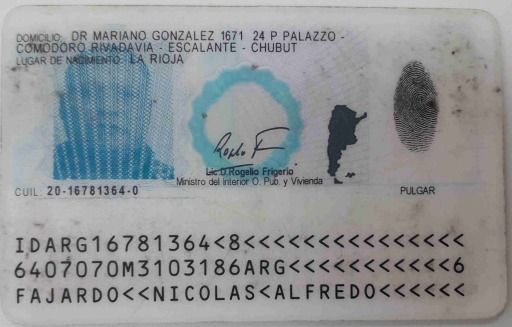 DOMICILIO: DR MARIANO GONZALEZ 1671 24 P PALAZZO -
COMODORO RIVADAVIA - ESCALANTE - CHUBUT
LUGAR DE NACIMIENTO: LA RIOJA
Lic.D.Rogelio Frigerio
Ministro del Interior O. Pub. y Vivienda
CUIL: 20-16781364-0
PULGAR
IDARG16781364<8<<<<<<<<<<<<<<<
6407070M3103186ARG<<<<<<<<<<<6
FAJARDO<<NICOLAS<ALFREDO<<<<<<